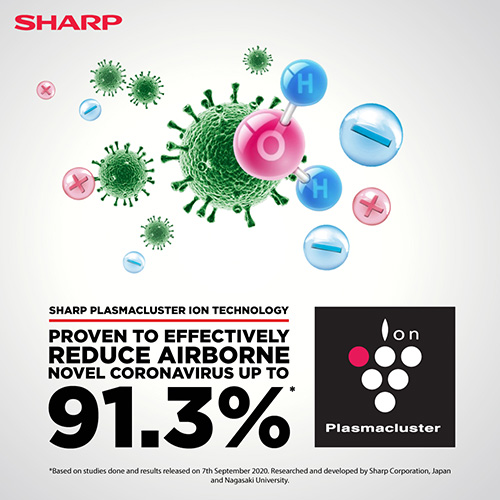 SHARP
H
O
H
SHARP PLASMACLUSTER ION TECHNOLOGY
PROVEN TO EFFECTIVELY
REDUCE AIRBORNE
NOVEL CORONAVIRUS UP TO
91.3%*
Ion
Plasmacluster
*Based on studies done and results released on 7th September 2020. Researched and developed by Sharp Corporation, Japan
and Nagasaki University.